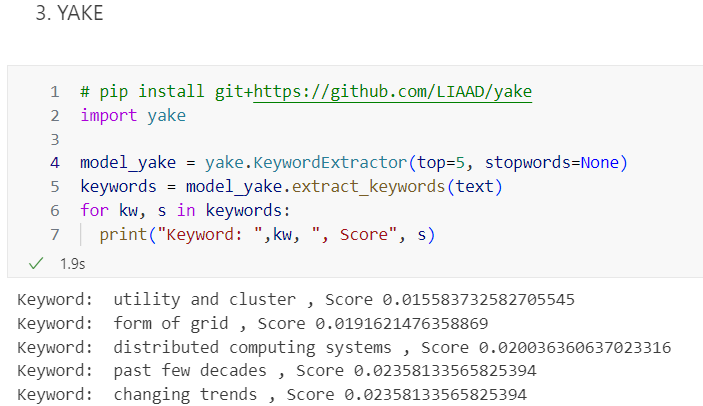 3. YAKE
1 # pip install git+https://github.com/LIAAD/yake
2 import yake
3
4 model_yake = yake.KeywordExtractor(top=5, stopwords=None)
5 keywords = model_yake.extract_keywords(text)
6 for kw, s in keywords:
7   print("Keyword: ",kw, ", Score", s)
✓ 1.9s
Keyword:  utility and cluster , Score 0.015583732582705545
Keyword:  form of grid , Score 0.0191621476358869
Keyword:  distributed computing systems , Score 0.020036360637023316
Keyword:  past few decades , Score 0.02358133565825394
Keyword:  changing trends , Score 0.02358133565825394